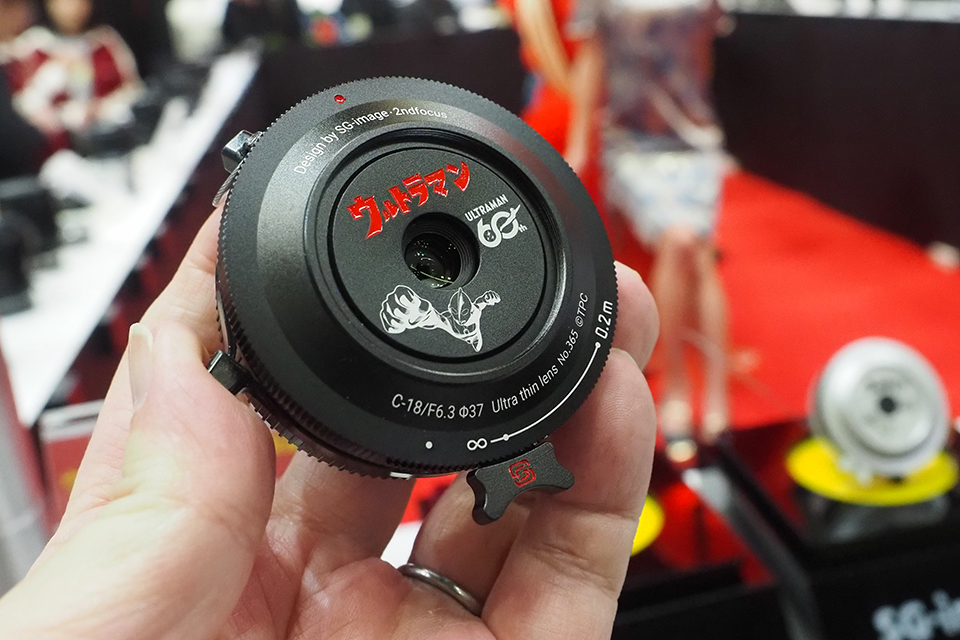 Design by SG-image·2ndfocus
ウルトラマン
ULTRAMAN
60th
C-18/F6.3 Φ37 Ultra thin lens No.365 ©TPC
∞ 0.2m
SG